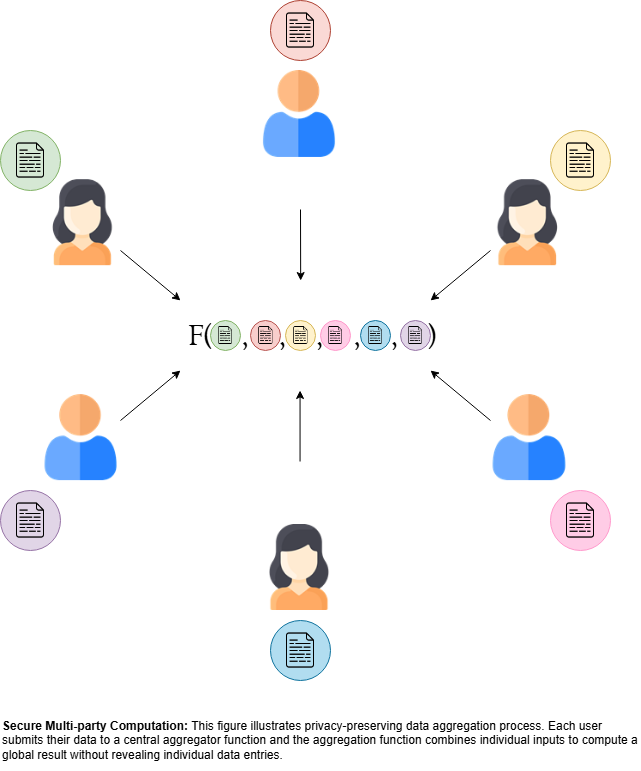 F( , , , , , )
Secure Multi-party Computation: This figure illustrates privacy-preserving data aggregation process. Each user
submits their data to a central aggregator function and the aggregation function combines individual inputs to compute a
global result without revealing individual data entries.